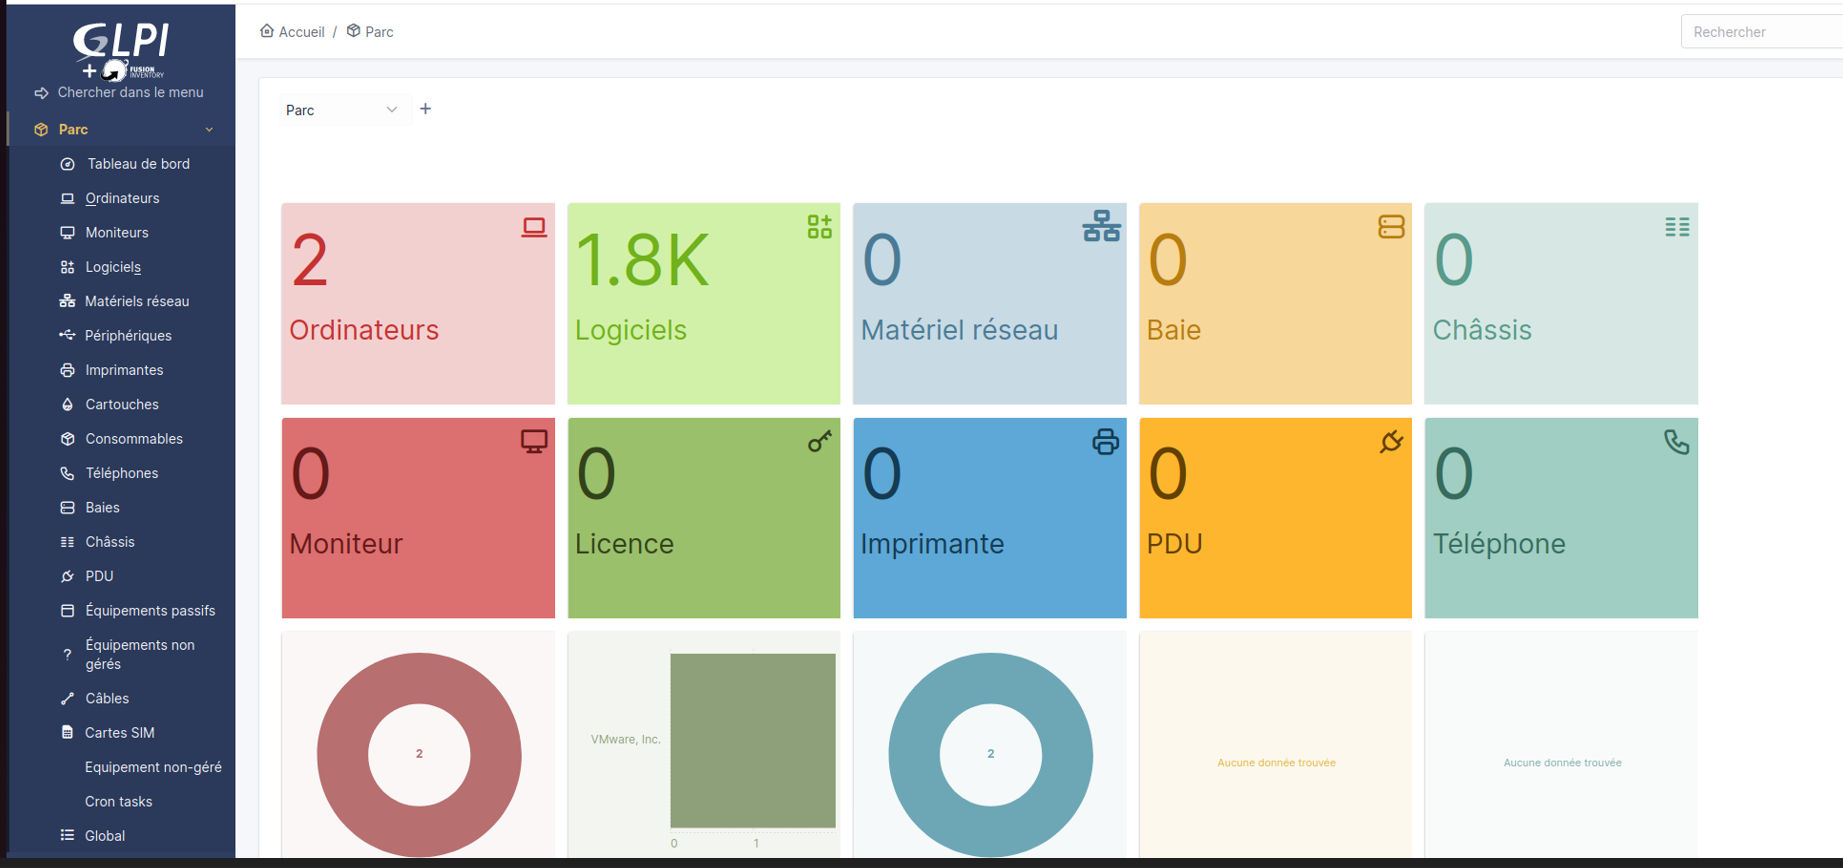 GLPI
+ FUSION
INVENTORY
Chercher dans le menu
Parc
Tableau de bord
Ordinateurs
Moniteurs
Logiciels
Matériels réseau
Périphériques
Imprimantes
Cartouches
Consommables
Téléphones
Baies
Châssis
PDU
Équipements passifs
? Équipements non
gérés
Câbles
Cartes SIM
Equipement non-géré
Cron tasks
Global
Accueil / Parc
Rechercher
Parc +
2
Ordinateurs
1.8K
Logiciels
0
Matériel réseau
0
Baie
0
Châssis
0
Moniteur
0
Licence
0
Imprimante
0
PDU
0
Téléphone
2
VMware, Inc.
0 1
2
Aucune donnée trouvée
Aucune donnée trouvée